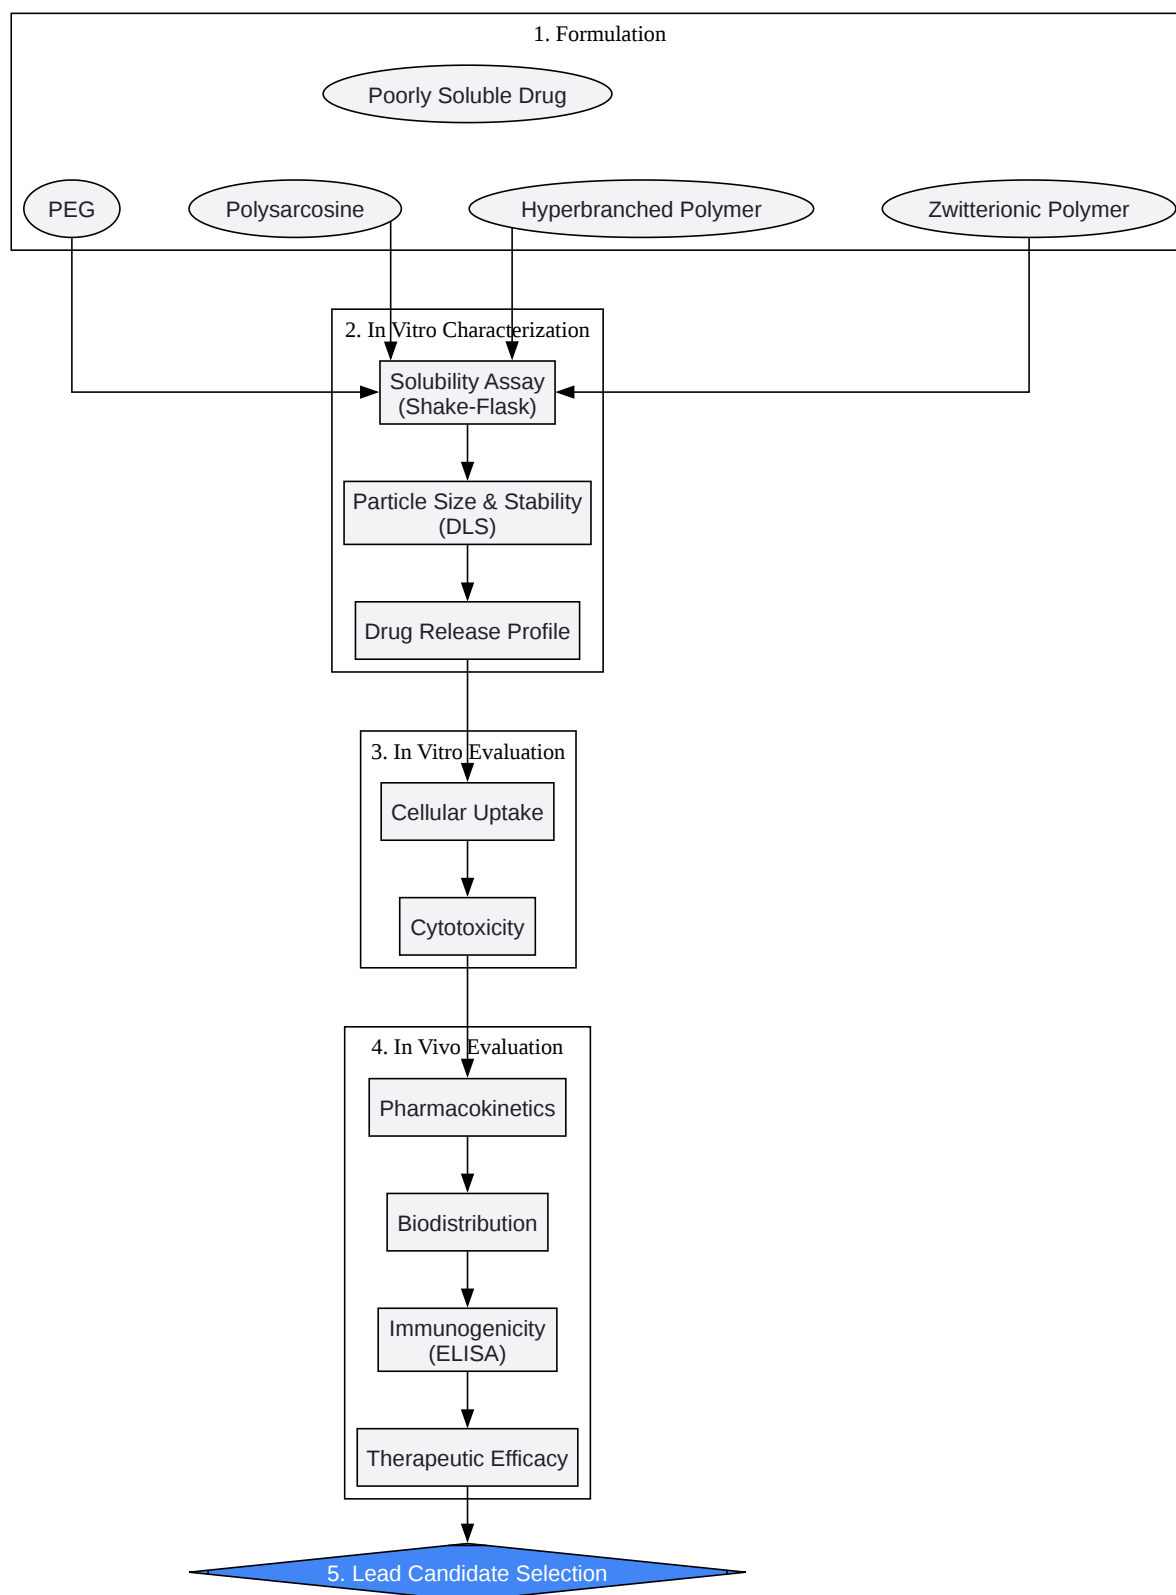 1. Formulation
Poorly Soluble Drug
PEG
Polysarcosine
Hyperbranched Polymer
Zwitterionic Polymer
2. In Vitro Characterization
Solubility Assay
(Shake-Flask)
Particle Size & Stability
(DLS)
Drug Release Profile
3. In Vitro Evaluation
Cellular Uptake
Cytotoxicity
4. In Vivo Evaluation
Pharmacokinetics
Biodistribution
Immunogenicity
(ELISA)
Therapeutic Efficacy
5. Lead Candidate Selection